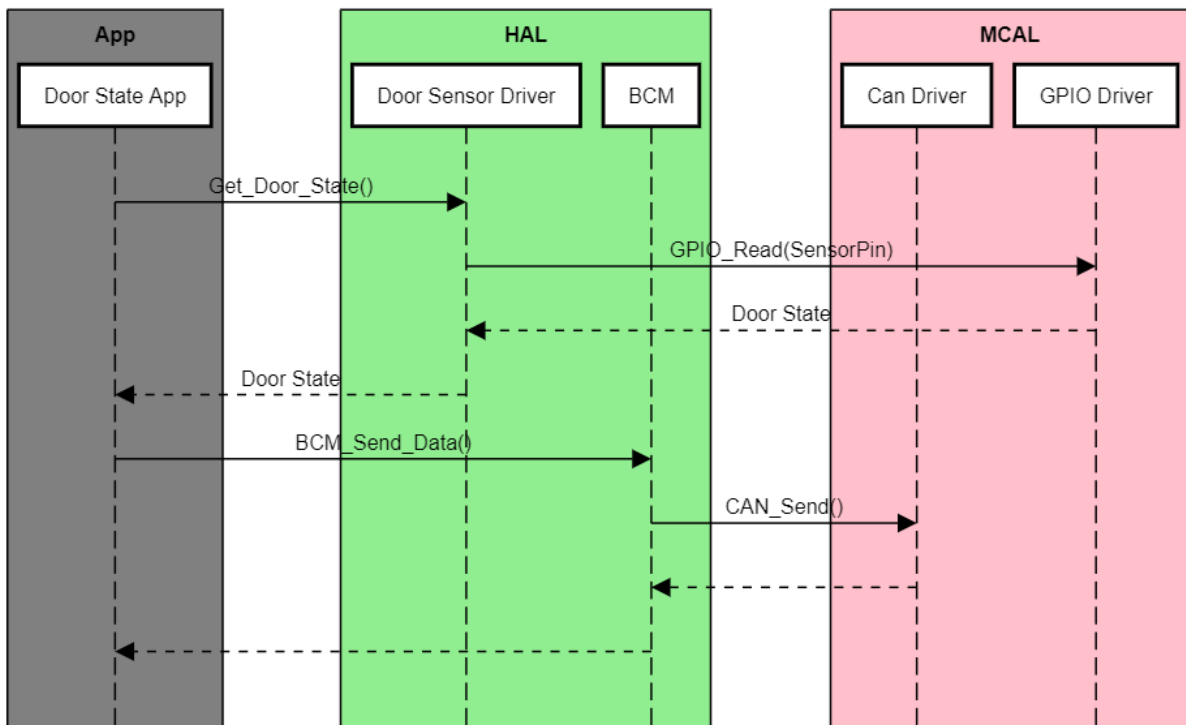 App
HAL
MCAL
Door State App
Door Sensor Driver
BCM
Can Driver
GPIO Driver
Get_Door_State()
GPIO_Read(SensorPin)
Door State
Door State
BCM_Send_Data()
CAN_Send()